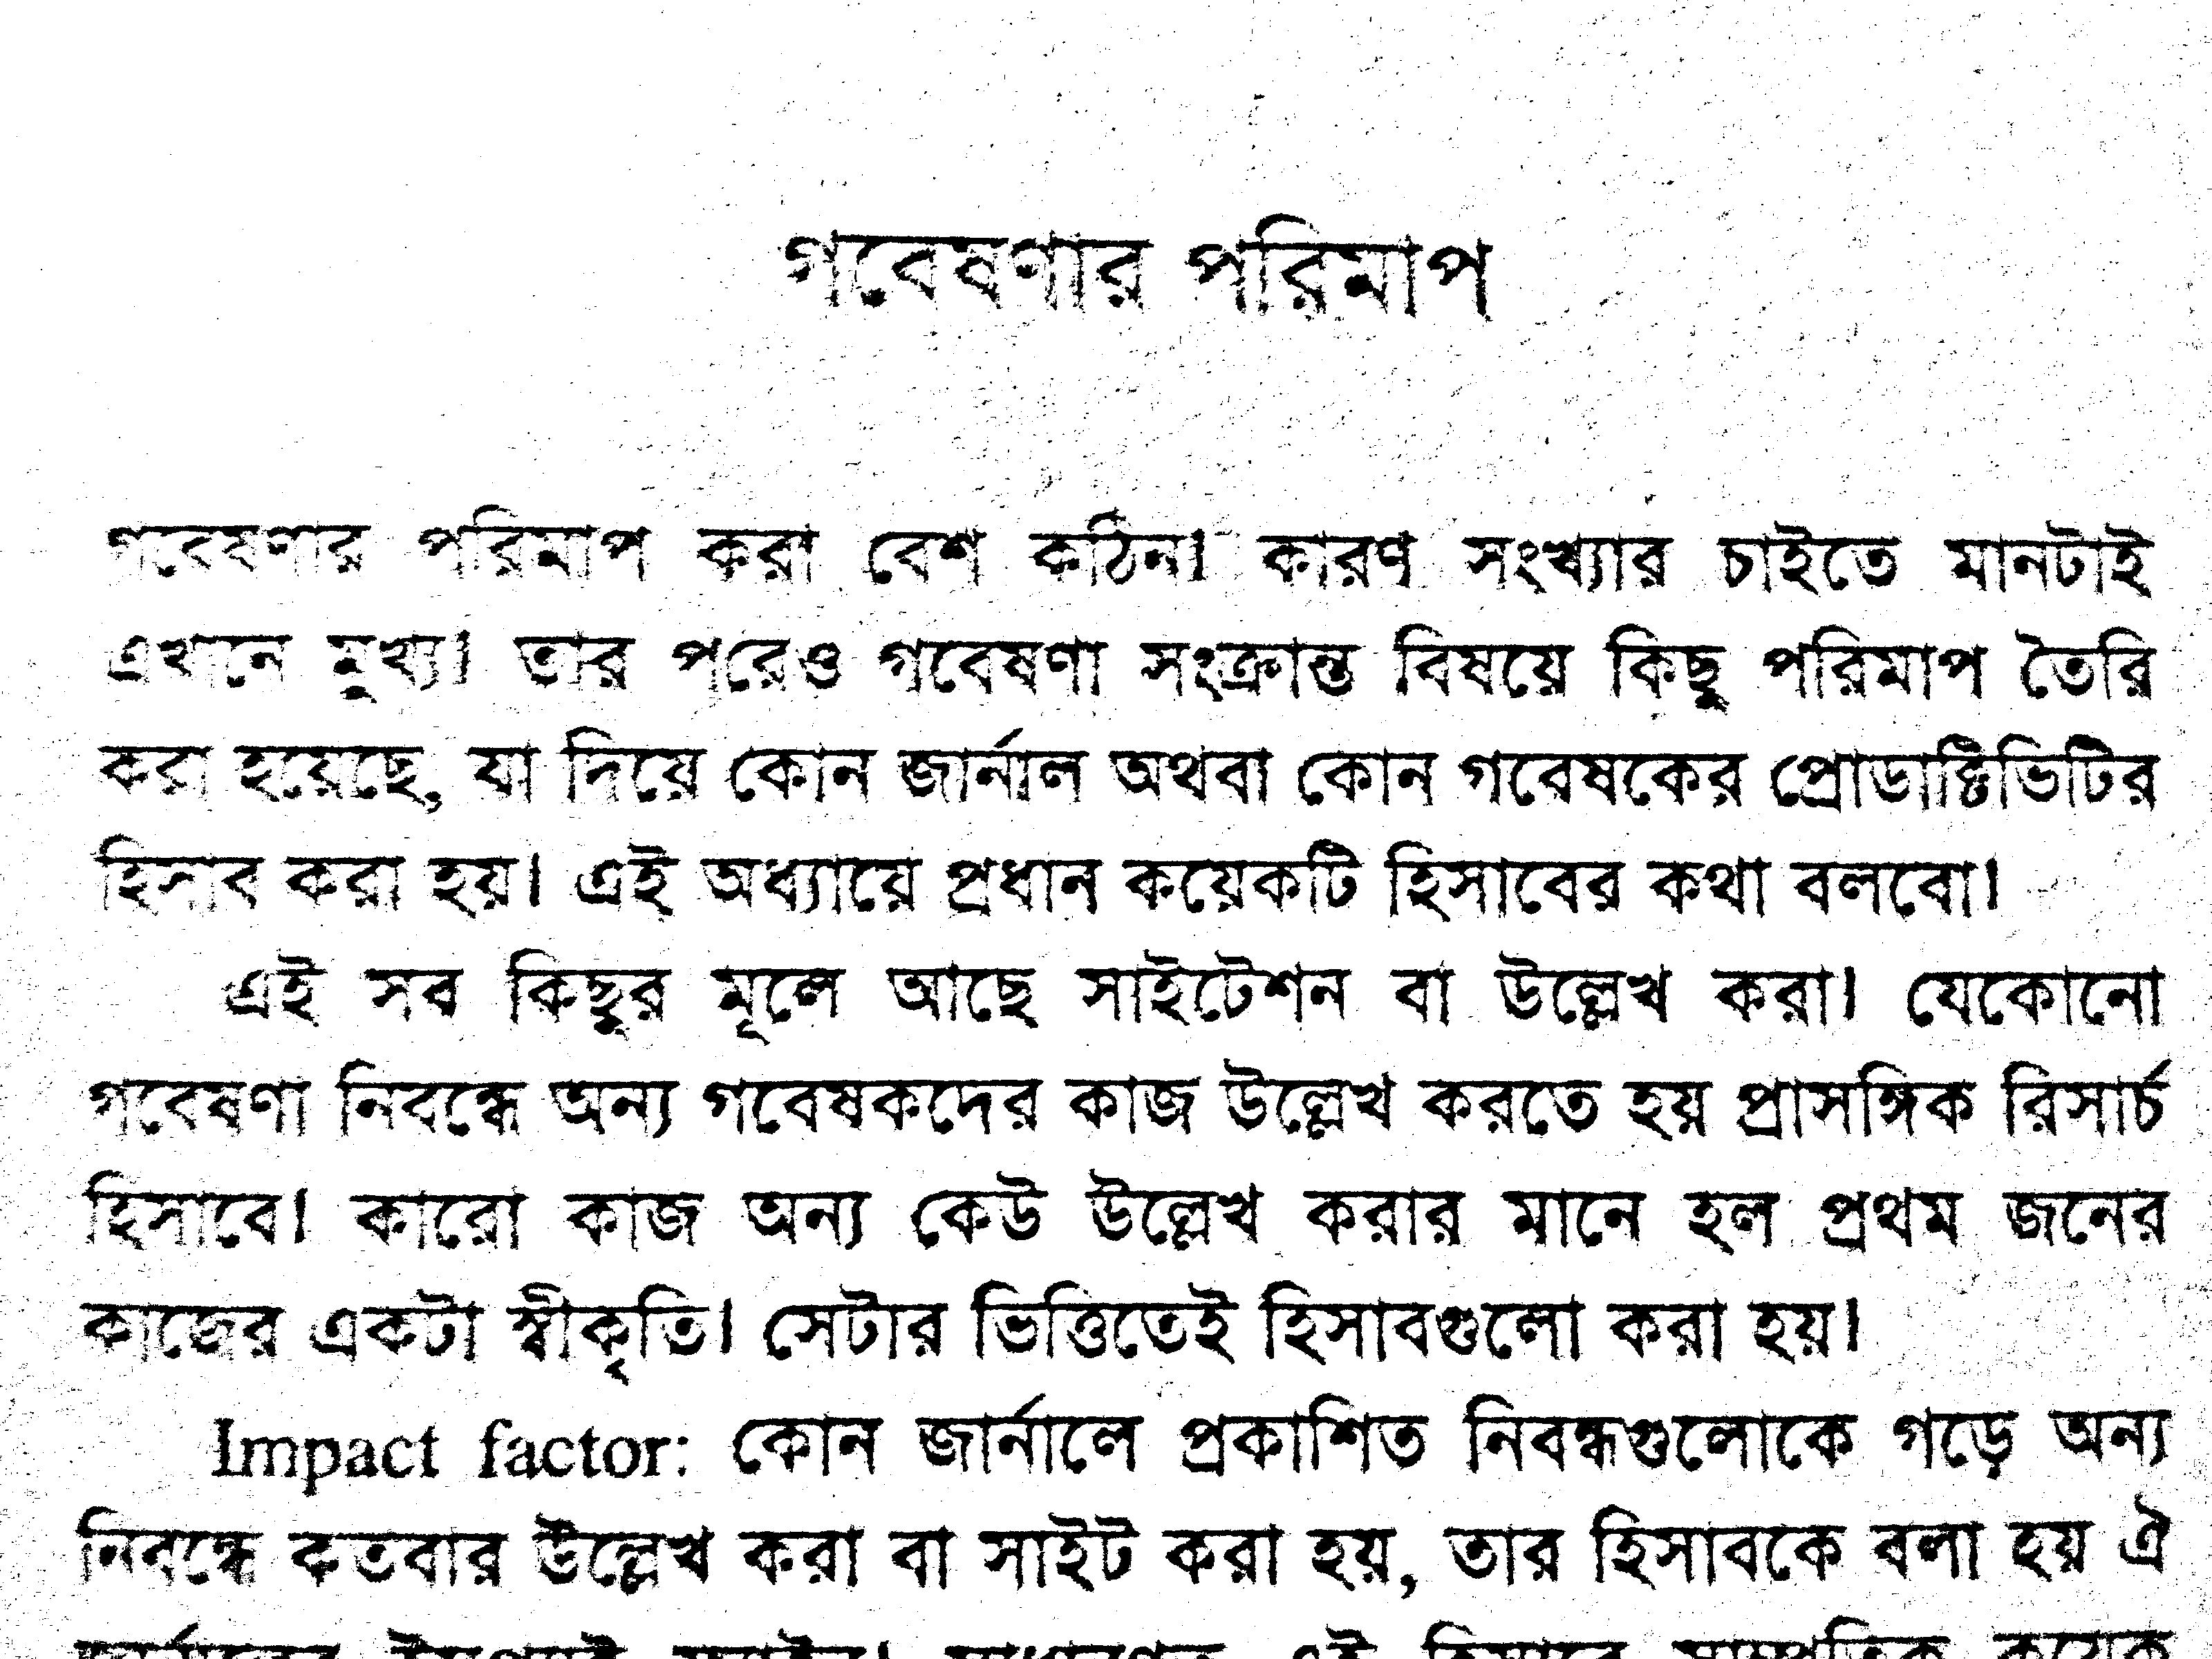 গবেষণার পরিমাপ
গবেষণার পরিমাপ করা বেশ কঠিন। কারণ সংখ্যার চাইতে মানটাই
এখানে মূখ্য। তার পরেও গবেষণা সংক্রান্ত বিষয়ে কিছু পরিমাপ তৈরি
করা হয়েছে, যা দিয়ে কোন জার্নাল অথবা কোন গবেষকের প্রোডাক্টিভিটির
হিসাব করা হয়। এই অধ্যায়ে প্রধান কয়েকটি হিসাবের কথা বলবো।
এই সব কিছুর মূলে আছে সাইটেশন বা উল্লেখ করা। যেকোনো
গবেষণা নিবন্ধে অন্য গবেষকদের কাজ উল্লেখ করতে হয় প্রাসঙ্গিক রিসার্চ
হিসাবে। কারো কাজ অন্য কেউ উল্লেখ করার মানে হল প্রথম জনের
কাজের একটা স্বীকৃতি। সেটার ভিত্তিতেই হিসাবগুলো করা হয়।
Impact factor: কোন জার্নালে প্রকাশিত নিবন্ধগুলোকে গড়ে অন্য
নিবন্ধে কতবার উল্লেখ করা বা সাইট করা হয়, তার হিসাবকে বলা হয় ঐ